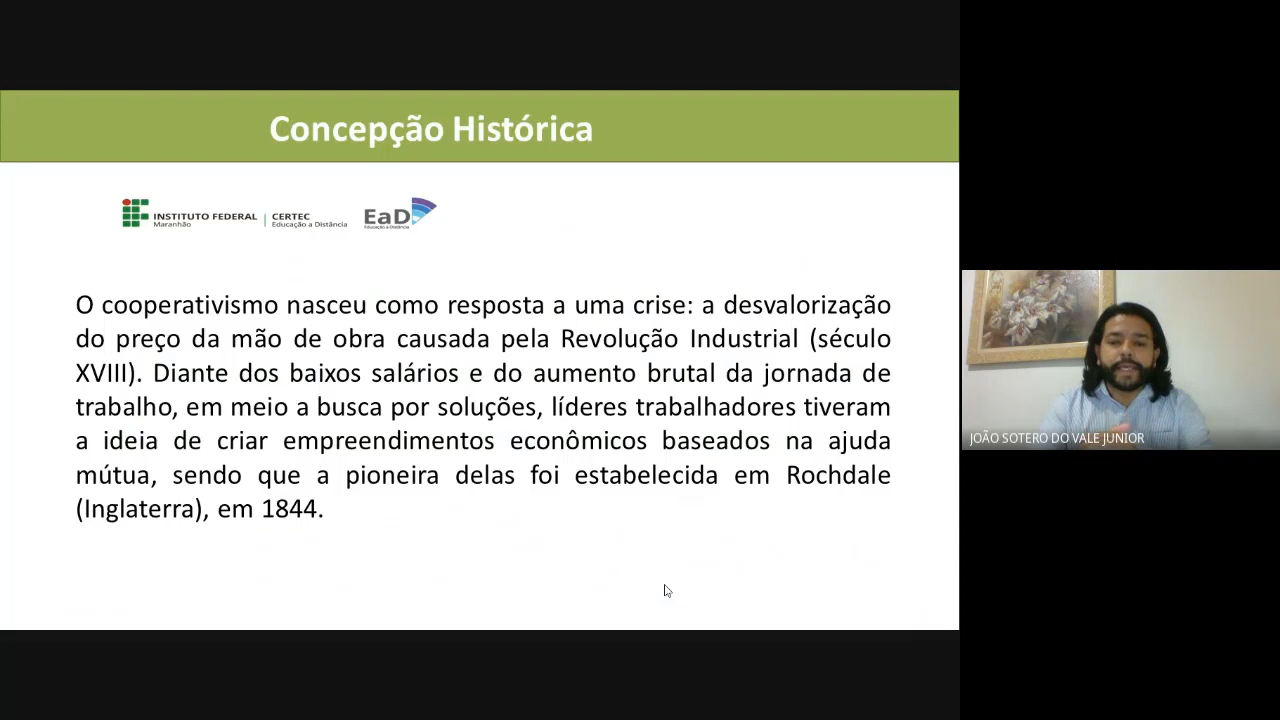 Concepção Histórica
INSTITUTO FEDERAL
Maranhão
CERTEC
Educação a Distância
EaD
Educação a Distância
O cooperativismo nasceu como resposta a uma crise: a desvalorização
do preço da mão de obra causada pela Revolução Industrial (século
XVIII). Diante dos baixos salários e do aumento brutal da jornada de
trabalho, em meio a busca por soluções, líderes trabalhadores tiveram
a ideia de criar empreendimentos econômicos baseados na ajuda
mútua, sendo que a pioneira delas foi estabelecida em Rochdale
(Inglaterra), em 1844.
JOÃO SOTERO DO VALE JUNIOR